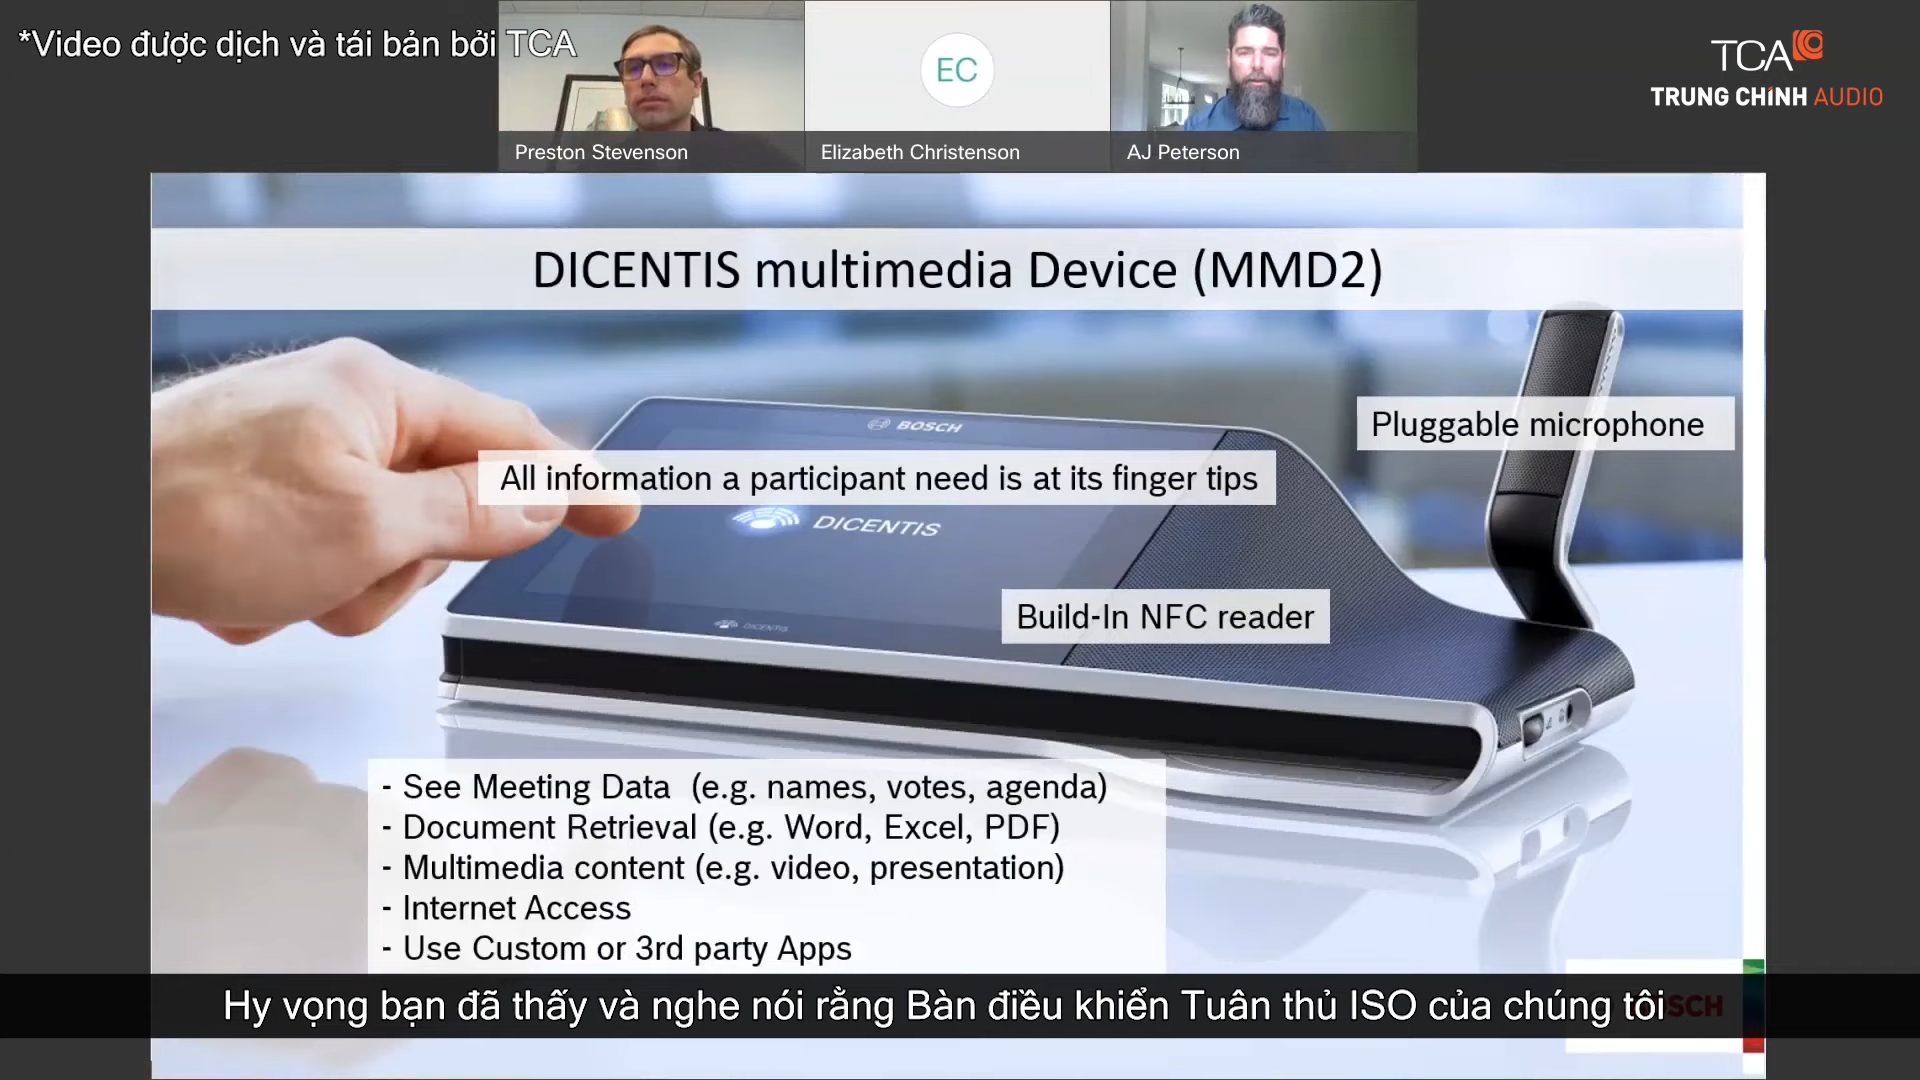 *Video được dịch và tái bản bởi TCA
EC
Preston Stevenson
Elizabeth Christenson
AJ Peterson
TCA
TRUNG CHÍNH AUDIO
DICENTIS multimedia Device (MMD2)
Pluggable microphone
BOSCH
All information a participant need is at its finger tips
DICENTIS
Build-In NFC reader
DICENTIS
- See Meeting Data (e.g. names, votes, agenda)
- Document Retrieval (e.g. Word, Excel, PDF)
- Multimedia content (e.g. video, presentation)
- Internet Access
- Use Custom or 3rd party Apps
Hy vọng bạn đã thấy và nghe nói rằng Bàn điều khiển Tuân thủ ISO của chúng tôi